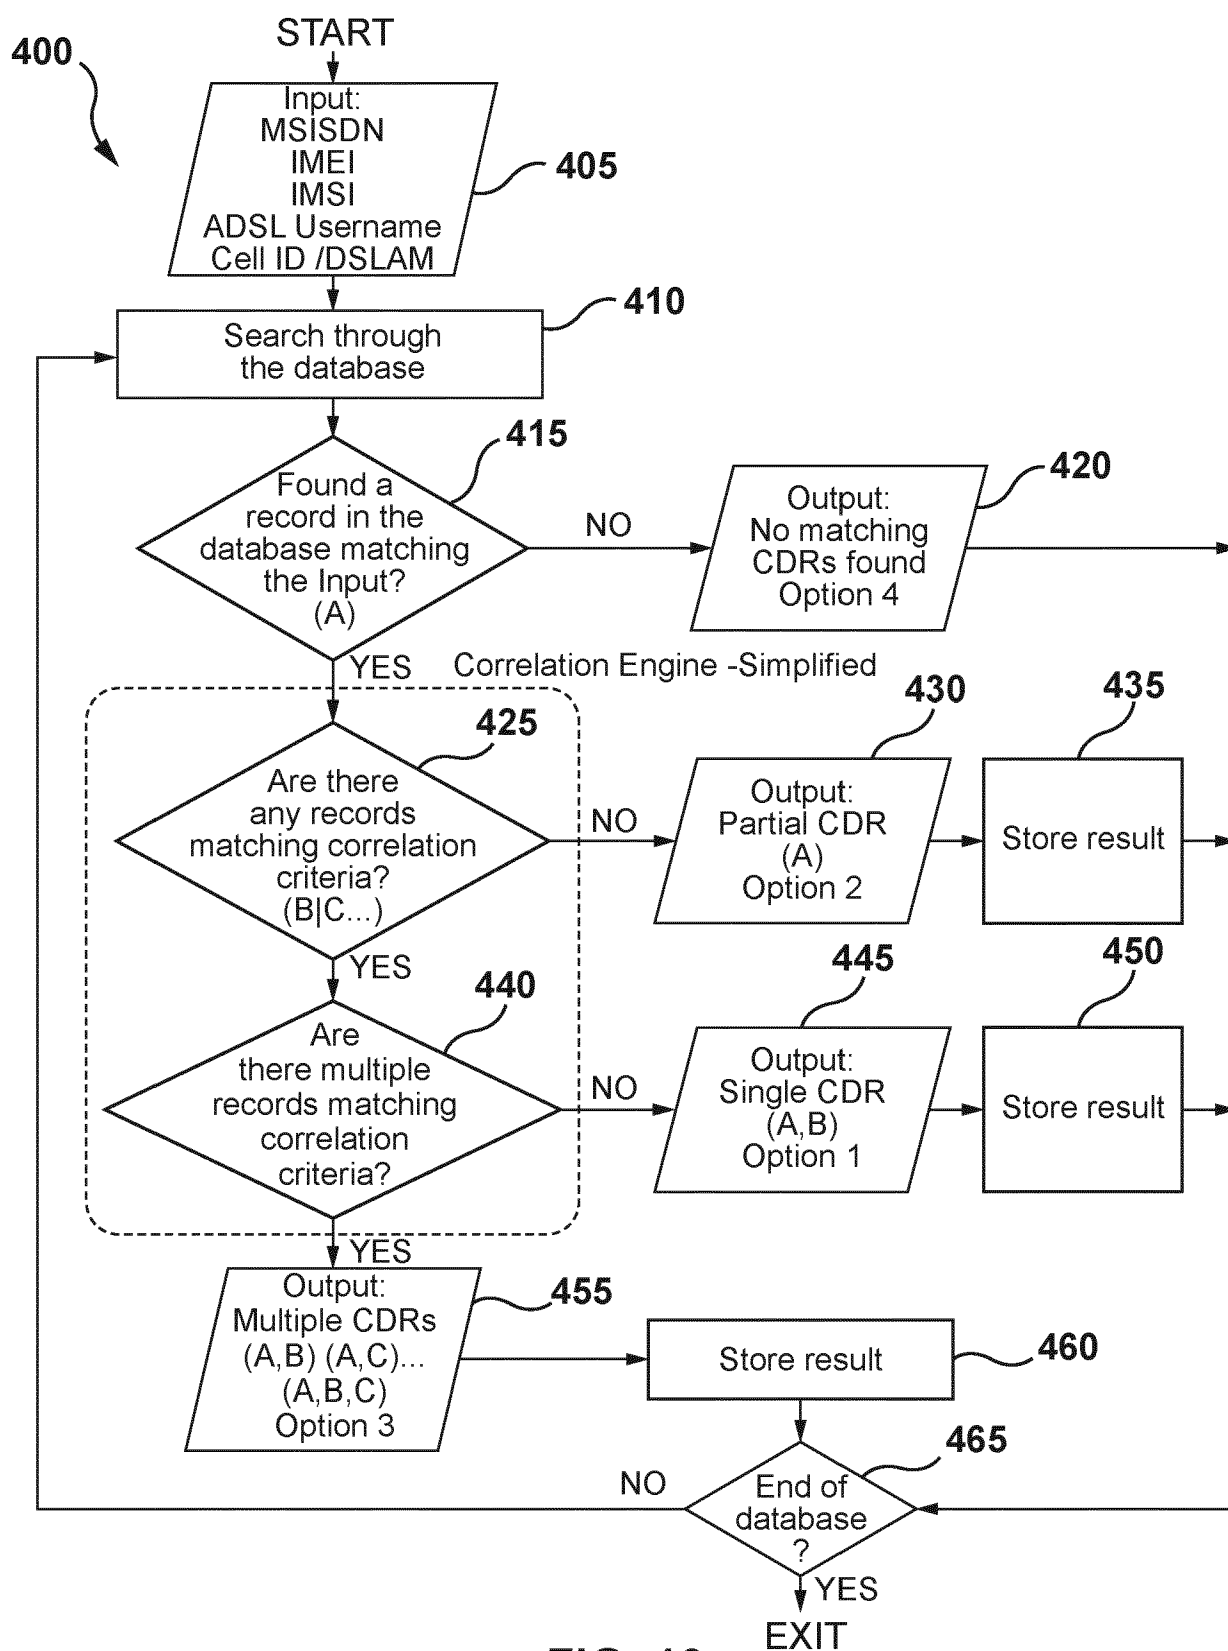 START
400
Input:
MSISDN
IMEI
IMSI
ADSL Username
Cell ID /DSLAM
405
410
Search through
the database
415
Found a
record in the
database matching
the Input?
(A)
NO
420
Output:
No matching
CDRs found
Option 4
YES
Correlation Engine -Simplified
425
Are there
any records
matching correlation
criteria?
(B|C...)
NO
430
Output:
Partial CDR
(A)
Option 2
435
Store result
YES
440
Are
there multiple
records matching
correlation
criteria?
NO
445
Output:
Single CDR
(A,B)
Option 1
450
Store result
YES
455
Output:
Multiple CDRs
(A,B) (A,C)...
(A,B,C)
Option 3
Store result
460
465
End of
database
?
NO
YES
EXIT